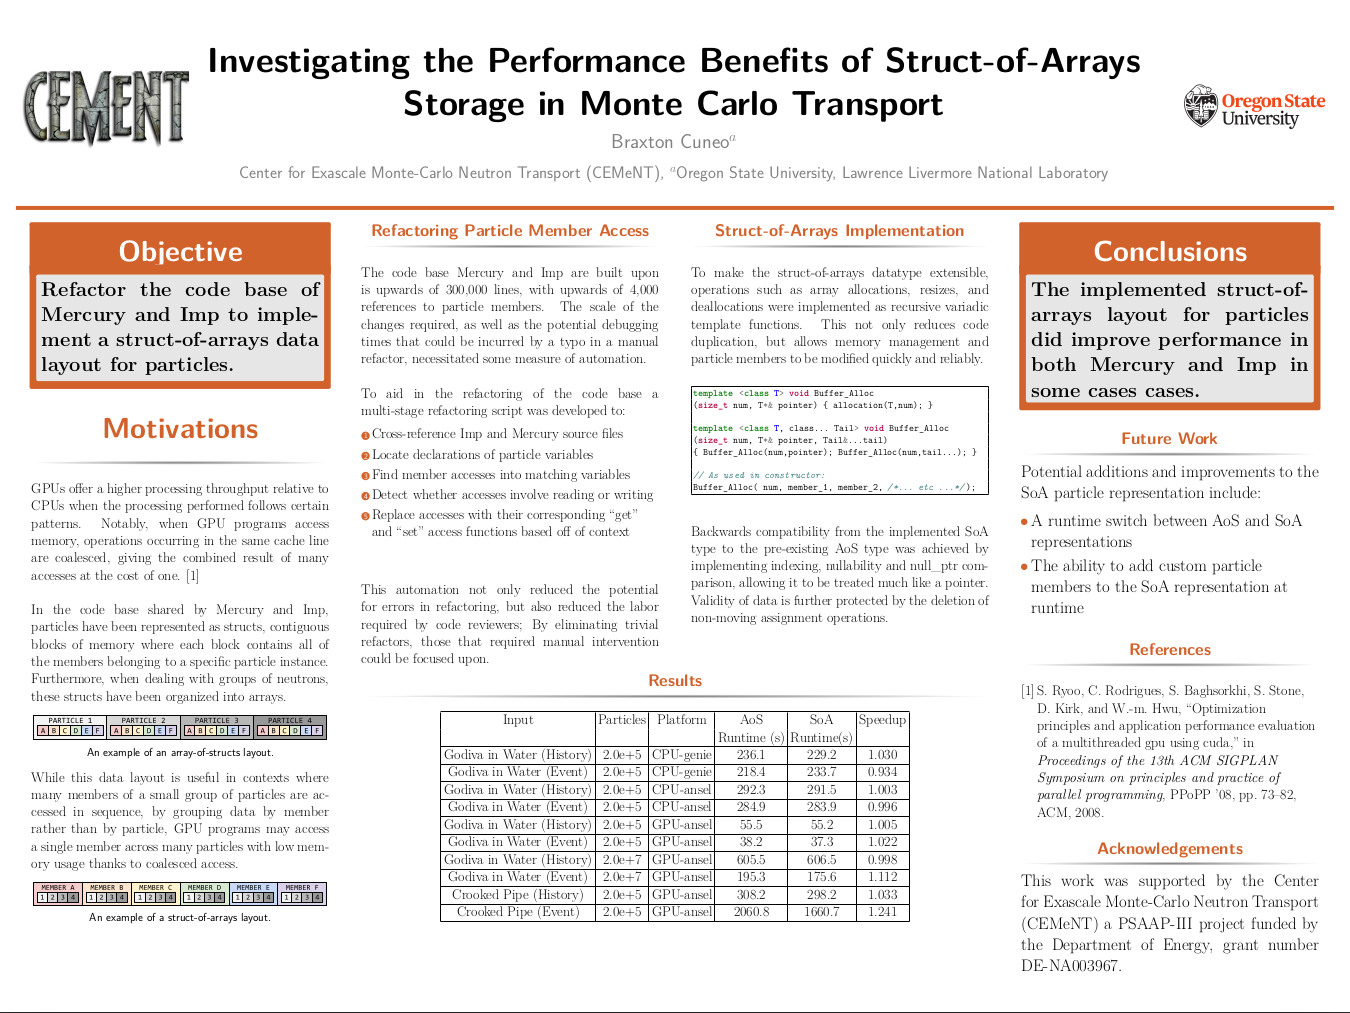 CEMeNT
Investigating the Performance Benefits of Struct-of-Arrays
Storage in Monte Carlo Transport
Braxton Cuneoᵃ
Center for Exascale Monte-Carlo Neutron Transport (CEMeNT), ᵃOregon State University, Lawrence Livermore National Laboratory
Oregon State
University
Objective
Refactor the code base of
Mercury and Imp to imple-
ment a struct-of-arrays data
layout for particles.
Motivations
GPUs offer a higher processing throughput relative to
CPUs when the processing performed follows certain
patterns. Notably, when GPU programs access
memory, operations occurring in the same cache line
are coalesced, giving the combined result of many
accesses at the cost of one. [1]
In the code base shared by Mercury and Imp,
particles have been represented as structs, contiguous
blocks of memory where each block contains all of
the members belonging to a specific particle instance.
Furthermore, when dealing with groups of neutrons,
these structs have been organized into arrays.
PARTICLE 1 PARTICLE 2 PARTICLE 3 PARTICLE 4
A B C D E F A B C D E F A B C D E F A B C D E F
An example of an array-of-structs layout.
While this data layout is useful in contexts where
many members of a small group of particles are ac-
cessed in sequence, by grouping data by member
rather than by particle, GPU programs may access
a single member across many particles with low mem-
ory usage thanks to coalesced access.
MEMBER A MEMBER B MEMBER C MEMBER D MEMBER E MEMBER F
1 2 3 4 1 2 3 4 1 2 3 4 1 2 3 4 1 2 3 4 1 2 3 4
An example of a struct-of-arrays layout.
Refactoring Particle Member Access
The code base Mercury and Imp are built upon
is upwards of 300,000 lines, with upwards of 4,000
references to particle members. The scale of the
changes required, as well as the potential debugging
times that could be incurred by a typo in a manual
refactor, necessitated some measure of automation.
To aid in the refactoring of the code base a
multi-stage refactoring script was developed to:
1 Cross-reference Imp and Mercury source files
2 Locate declarations of particle variables
3 Find member accesses into matching variables
4 Detect whether accesses involve reading or writing
5 Replace accesses with their corresponding “get”
and “set” access functions based off of context
This automation not only reduced the potential
for errors in refactoring, but also reduced the labor
required by code reviewers; By eliminating trivial
refactors, those that required manual intervention
could be focused upon.
Struct-of-Arrays Implementation
To make the struct-of-arrays datatype extensible,
operations such as array allocations, resizes, and
deallocations were implemented as recursive variadic
template functions. This not only reduces code
duplication, but allows memory management and
particle members to be modified quickly and reliably.
template <class T> void Buffer_Alloc
(size_t num, T*& pointer) { allocation(T,num); }
template <class T, class... Tail> void Buffer_Alloc
(size_t num, T*& pointer, Tail&...tail)
{ Buffer_Alloc(num,pointer); Buffer_Alloc(num,tail...); }
// As used in constructor:
Buffer_Alloc( num, member_1, member_2, /*... etc ...*/);
Backwards compatibility from the implemented SoA
type to the pre-existing AoS type was achieved by
implementing indexing, nullability and null_ptr com-
parison, allowing it to be treated much like a pointer.
Validity of data is further protected by the deletion of
non-moving assignment operations.
Results
Input Particles Platform AoS SoA Speedup
Runtime (s) Runtime(s)
Godiva in Water (History) 2.0e+5 CPU-genie 236.1 229.2 1.030
Godiva in Water (Event) 2.0e+5 CPU-genie 218.4 233.7 0.934
Godiva in Water (History) 2.0e+5 CPU-ansel 292.3 291.5 1.003
Godiva in Water (Event) 2.0e+5 CPU-ansel 284.9 283.9 0.996
Godiva in Water (History) 2.0e+5 GPU-ansel 55.5 55.2 1.005
Godiva in Water (Event) 2.0e+5 GPU-ansel 38.2 37.3 1.022
Godiva in Water (History) 2.0e+7 GPU-ansel 605.5 606.5 0.998
Godiva in Water (Event) 2.0e+7 GPU-ansel 195.3 175.6 1.112
Crooked Pipe (History) 2.0e+5 GPU-ansel 308.2 298.2 1.033
Crooked Pipe (Event) 2.0e+5 GPU-ansel 2060.8 1660.7 1.241
Conclusions
The implemented struct-of-
arrays layout for particles
did improve performance in
both Mercury and Imp in
some cases cases.
Future Work
Potential additions and improvements to the
SoA particle representation include:
• A runtime switch between AoS and SoA
representations
• The ability to add custom particle
members to the SoA representation at
runtime
References
[1] S. Ryoo, C. Rodrigues, S. Baghsorkhi, S. Stone,
D. Kirk, and W.-m. Hwu, “Optimization
principles and application performance evaluation
of a multithreaded gpu using cuda,” in
Proceedings of the 13th ACM SIGPLAN
Symposium on principles and practice of
parallel programming, PPoPP ’08, pp. 73–82,
ACM, 2008.
Acknowledgements
This work was supported by the Center
for Exascale Monte-Carlo Neutron Transport
(CEMeNT) a PSAAP-III project funded by
the Department of Energy, grant number
DE-NA003967.